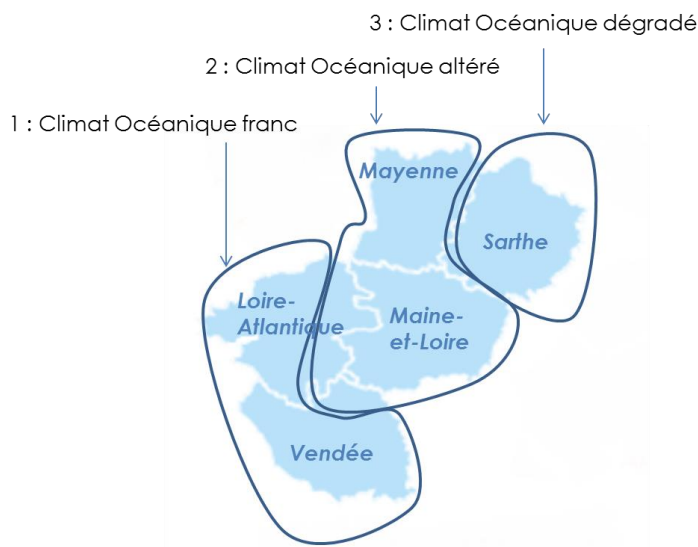 3 : Climat Océanique dégradé
2 : Climat Océanique altéré
1 : Climat Océanique franc
Mayenne
Sarthe
Loire-
Atlantique
Maine-
et-Loire
Vendée